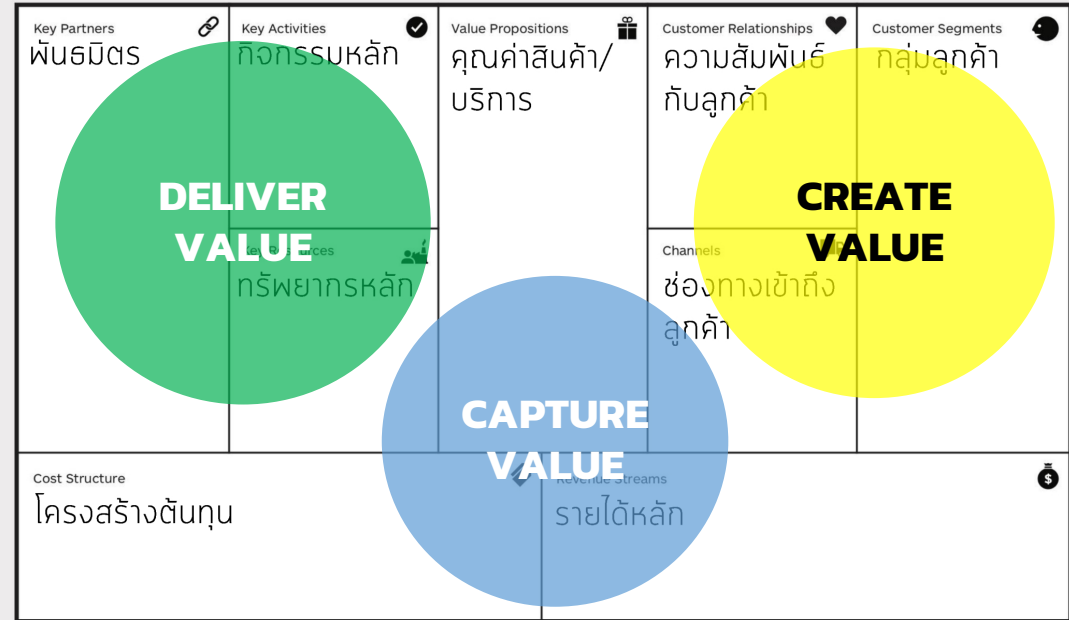 Key Partners
พันธมิตร
Key Activities
กิจกรรมหลัก
Value Propositions
คุณค่าสินค้า/
บริการ
Customer Relationships
ความสัมพันธ์
กับลูกค้า
Customer Segments
กลุ่มลูกค้า
DELIVER
VALUE
CREATE
VALUE
Key Resources
ทรัพยากรหลัก
Channels
ช่องทางเข้าถึง
ลูกค้า
CAPTURE
VALUE
Cost Structure
โครงสร้างต้นทุน
Revenue Streams
รายได้หลัก
$